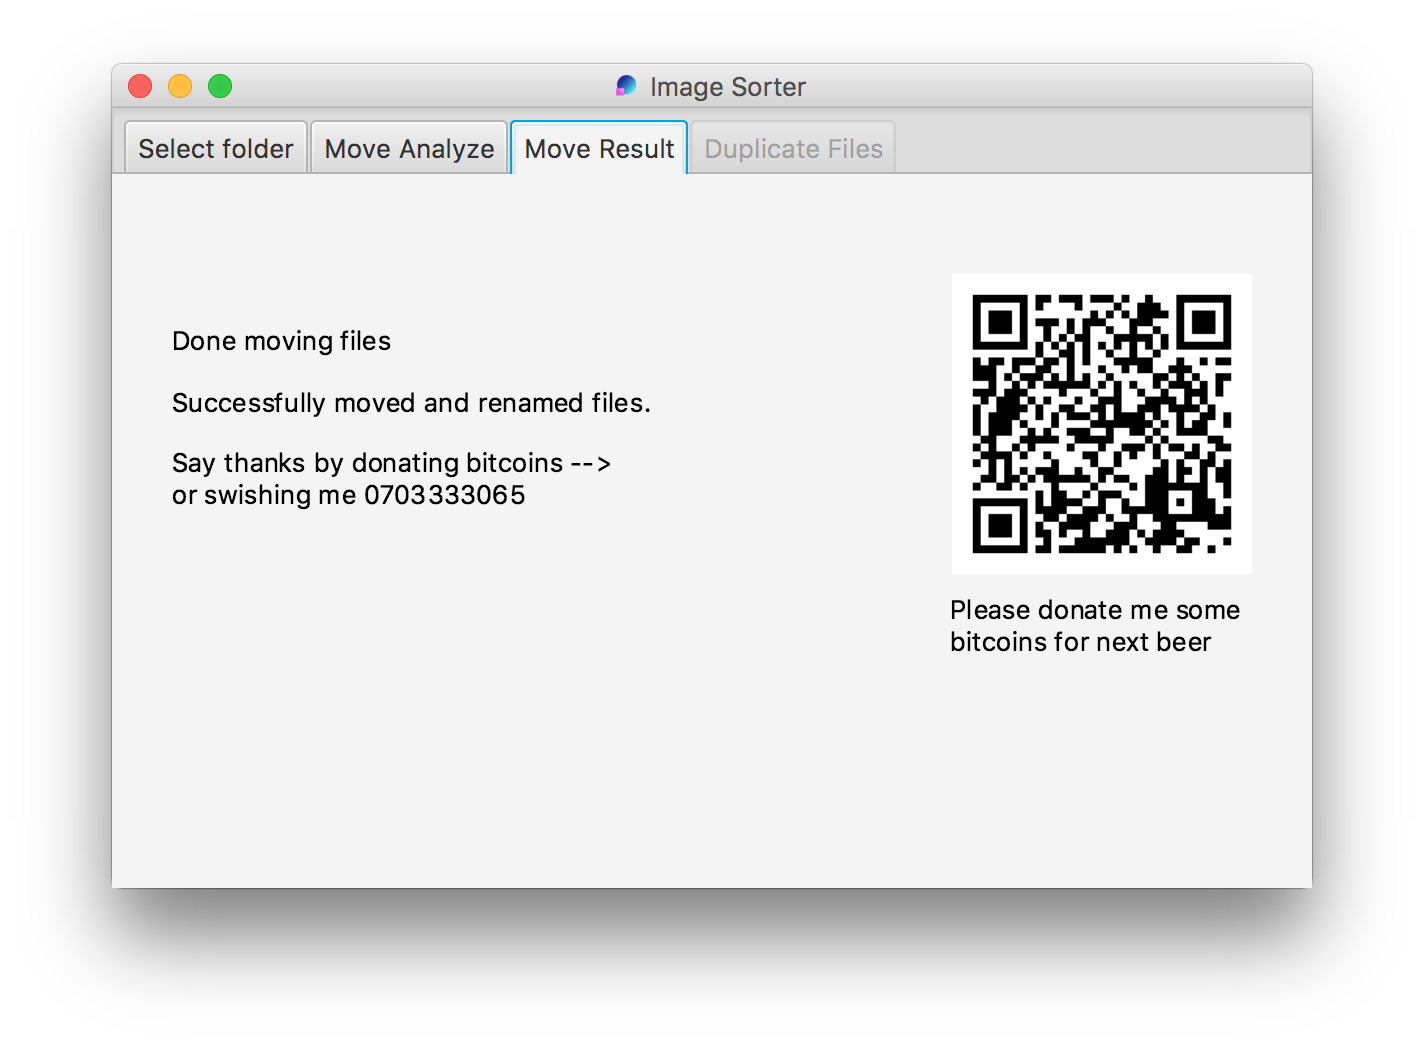 Image Sorter
Select folder
Move Analyze
Move Result
Duplicate Files
Done moving files
Successfully moved and renamed files.
Say thanks by donating bitcoins -->
or swishing me 0703333065
Please donate me some
bitcoins for next beer